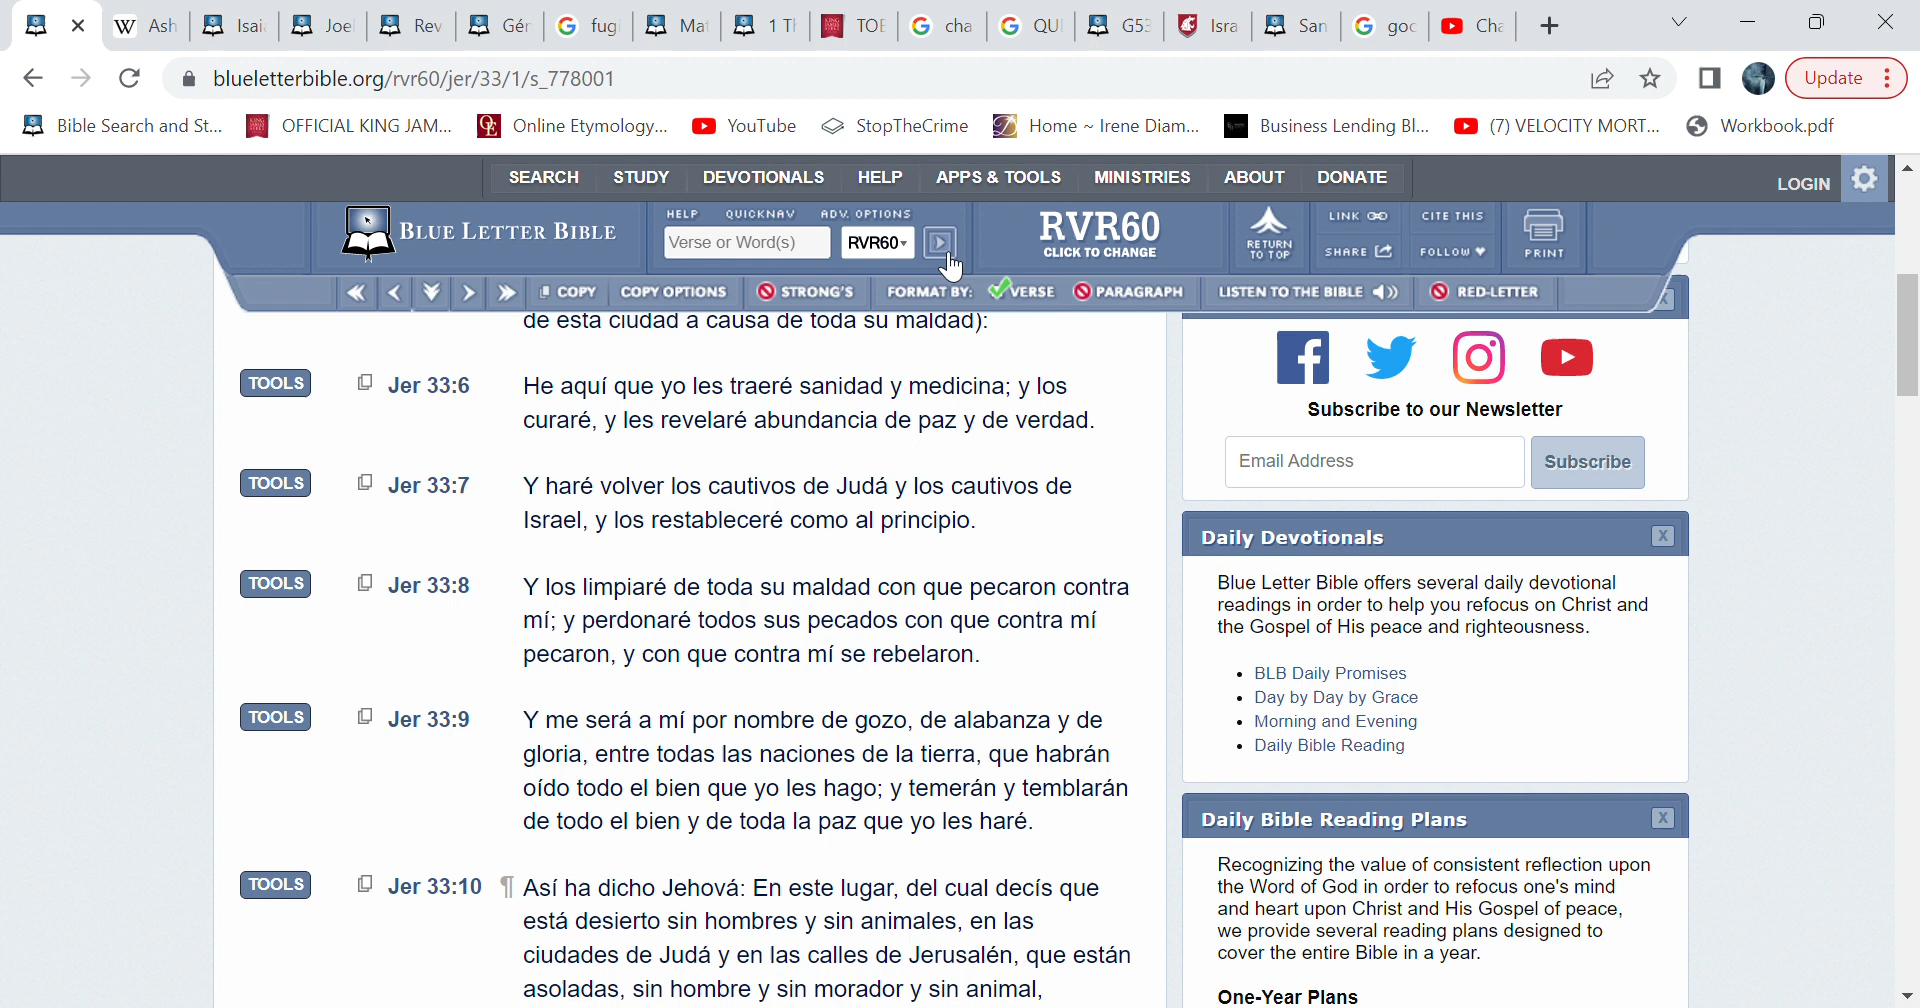 Ash
Isai
Joel
Rev
Gén
fugi
Mat
1 Th
TOB
cha
QUI
G53
Isra
San
goo
Cha
blueletterbible.org/rvr60/jer/33/1/s_778001
Update
Bible Search and St...
OFFICIAL KING JAM...
Online Etymology...
YouTube
StopTheCrime
Home ~ Irene Diam...
Business Lending Bl...
(7) VELOCITY MORT...
Workbook.pdf
SEARCH STUDY DEVOTIONALS HELP APPS & TOOLS MINISTRIES ABOUT DONATE
LOGIN
BLUE LETTER BIBLE
HELP QUICKNAV ADV. OPTIONS
Verse or Word(s)
RVR60
RVR60
CLICK TO CHANGE
RETURN
TO TOP
LINK
SHARE
CITE THIS
FOLLOW
PRINT
COPY COPY OPTIONS STRONG'S FORMAT BY: VERSE PARAGRAPH LISTEN TO THE BIBLE RED-LETTER
de esta ciudad a causa de toda su maldad):
TOOLS Jer 33:6 He aquí que yo les traeré sanidad y medicina; y los
curaré, y les revelaré abundancia de paz y de verdad.
TOOLS Jer 33:7 Y haré volver los cautivos de Judá y los cautivos de
Israel, y los restableceré como al principio.
TOOLS Jer 33:8 Y los limpiaré de toda su maldad con que pecaron contra
mí; y perdonaré todos sus pecados con que contra mí
pecaron, y con que contra mí se rebelaron.
TOOLS Jer 33:9 Y me será a mí por nombre de gozo, de alabanza y de
gloria, entre todas las naciones de la tierra, que habrán
oído todo el bien que yo les hago; y temerán y temblarán
de todo el bien y de toda la paz que yo les haré.
TOOLS Jer 33:10 ¶ Así ha dicho Jehová: En este lugar, del cual decís que
está desierto sin hombres y sin animales, en las
ciudades de Judá y en las calles de Jerusalén, que están
asoladas, sin hombre y sin morador y sin animal,
Subscribe to our Newsletter
Email Address
Subscribe
Daily Devotionals
X
Blue Letter Bible offers several daily devotional
readings in order to help you refocus on Christ and
the Gospel of His peace and righteousness.
• BLB Daily Promises
• Day by Day by Grace
• Morning and Evening
• Daily Bible Reading
Daily Bible Reading Plans
X
Recognizing the value of consistent reflection upon
the Word of God in order to refocus one's mind
and heart upon Christ and His Gospel of peace,
we provide several reading plans designed to
cover the entire Bible in a year.
One-Year Plans